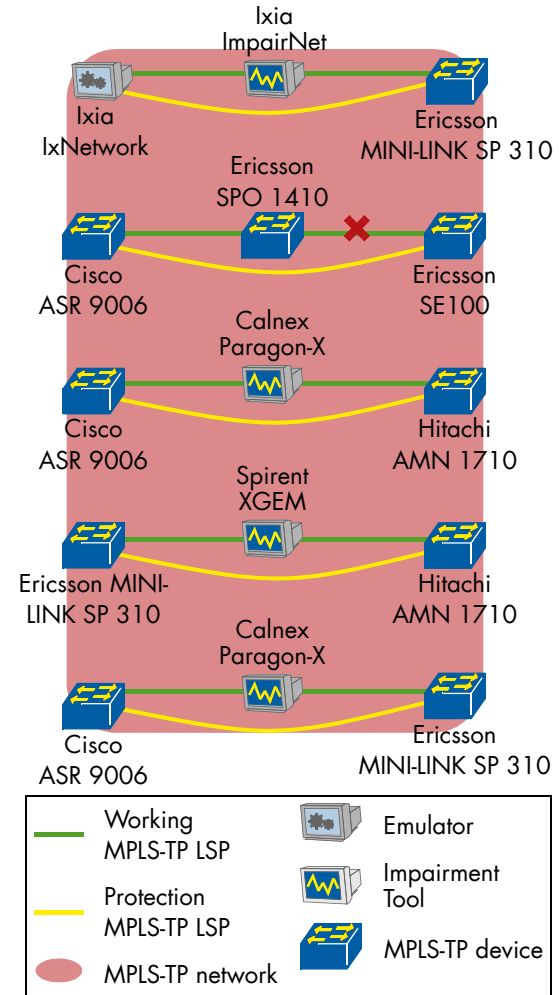 Ixia
ImpairNet
Ixia
IxNetwork
Ericsson
MINI-LINK SP 310
Ericsson
SPO 1410
Cisco
ASR 9006
Ericsson
SE100
Calnex
Paragon-X
Cisco
ASR 9006
Hitachi
AMN 1710
Spirent
XGEM
Ericsson MINI-
LINK SP 310
Hitachi
AMN 1710
Calnex
Paragon-X
Cisco
ASR 9006
Ericsson
MINI-LINK SP 310
Working
MPLS-TP LSP
Protection
MPLS-TP LSP
MPLS-TP network
Emulator
Impairment
Tool
MPLS-TP device